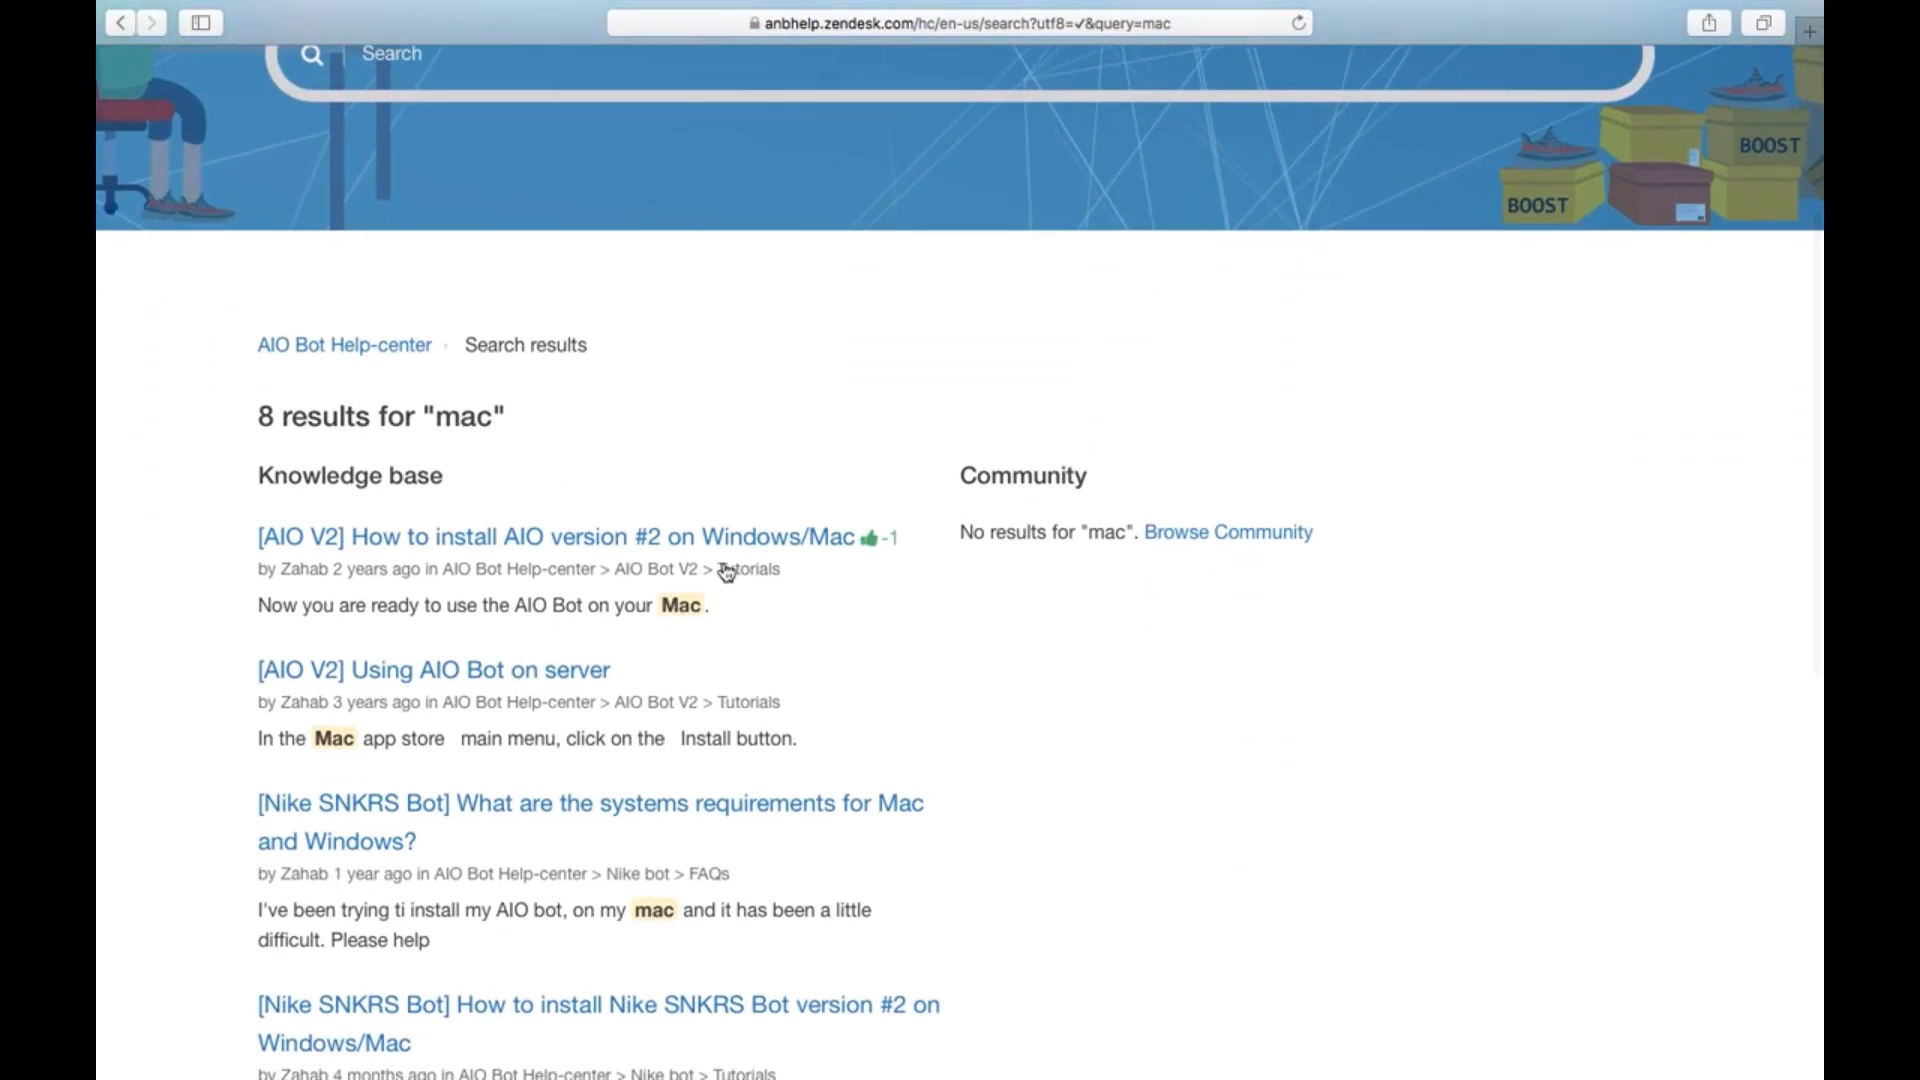 anbhelp.zendesk.com/hc/en-us/search?utf8=✓&query=mac
Search
BOOST
BOOST
AIO Bot Help-center › Search results
8 results for "mac"
Knowledge base
[AIO V2] How to install AIO version #2 on Windows/Mac -1
by Zahab 2 years ago in AIO Bot Help-center > AIO Bot V2 > Tutorials
Now you are ready to use the AIO Bot on your Mac.
[AIO V2] Using AIO Bot on server
by Zahab 3 years ago in AIO Bot Help-center > AIO Bot V2 > Tutorials
In the Mac app store main menu, click on the Install button.
[Nike SNKRS Bot] What are the systems requirements for Mac
and Windows?
by Zahab 1 year ago in AIO Bot Help-center > Nike bot > FAQs
I've been trying ti install my AIO bot, on my mac and it has been a little
difficult. Please help
[Nike SNKRS Bot] How to install Nike SNKRS Bot version #2 on
Windows/Mac
by Zahab 4 months ago in AIO Bot Help-center > Nike bot > Tutorials
Community
No results for "mac". Browse Community